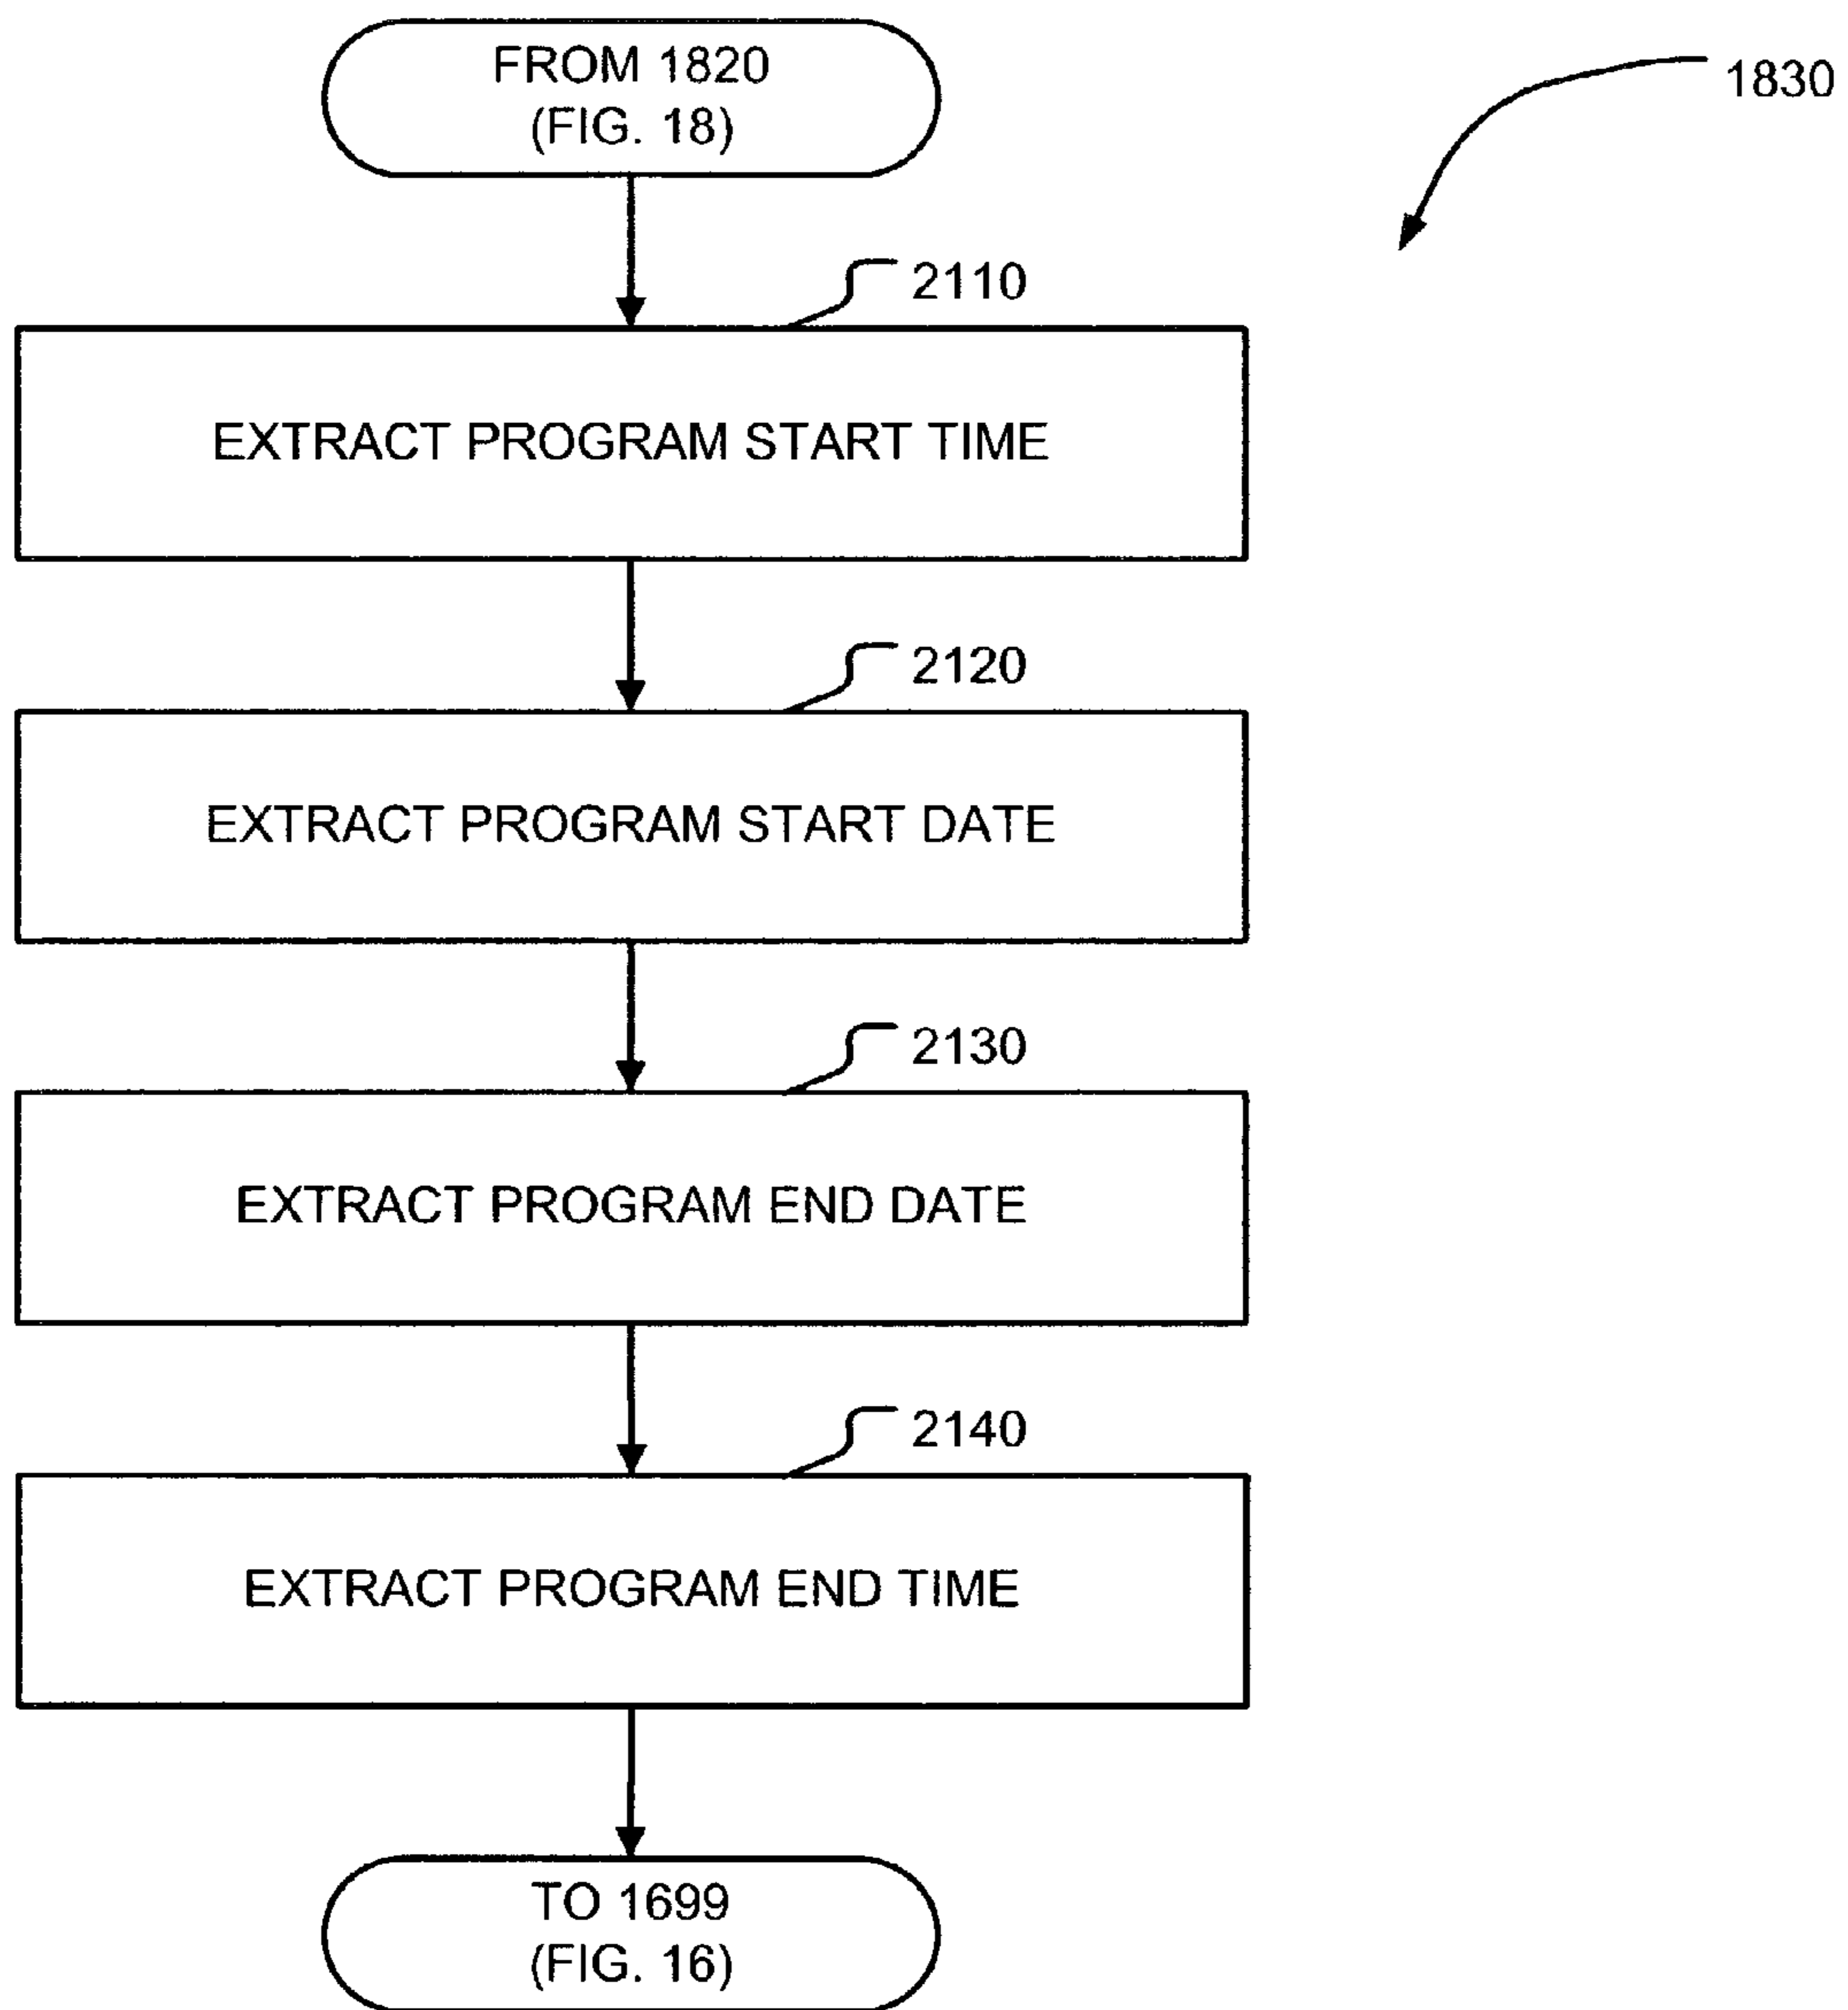 FROM 1820
(FIG. 18)
1830
2110
EXTRACT PROGRAM START TIME
2120
EXTRACT PROGRAM START DATE
2130
EXTRACT PROGRAM END DATE
2140
EXTRACT PROGRAM END TIME
TO 1699
(FIG. 16)